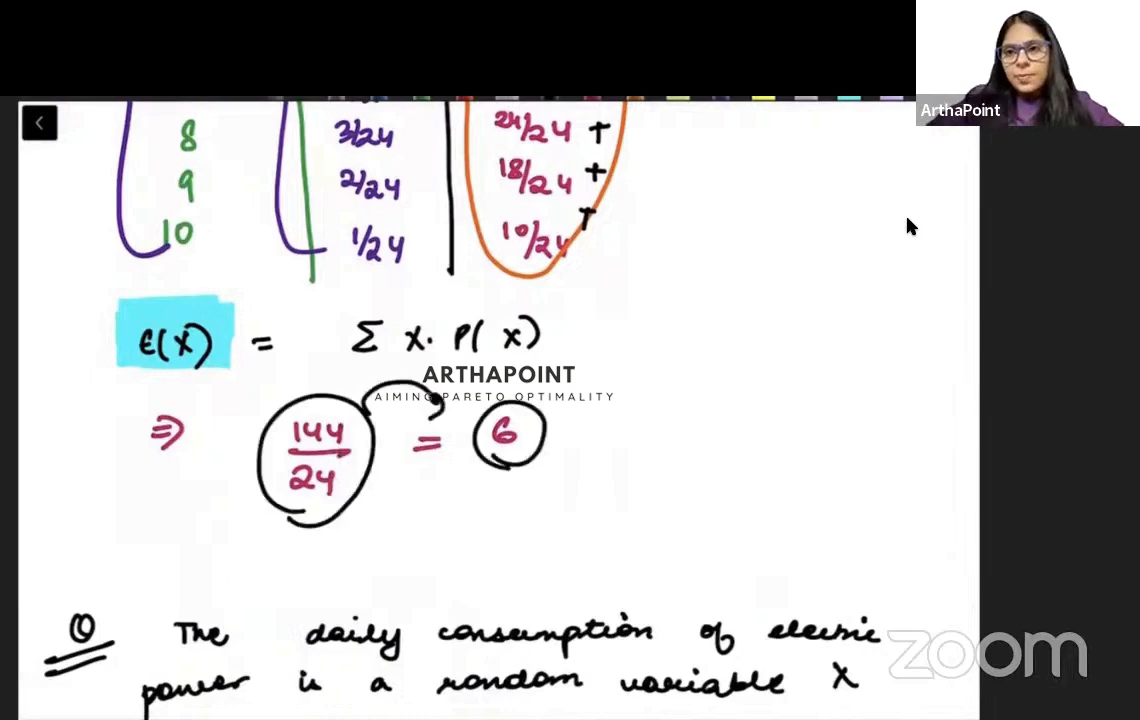 ArthaPoint
8 3/24 24/24 +
9 2/24 18/24 +
10 1/24 10/24 +
E(X) = Σ X. P( X)
ARTHAPOINT
AIMING PARETO OPTIMALITY
⇒ 144/24 = 6
Q The daily consumption of electric
power is a random variable X
zoom